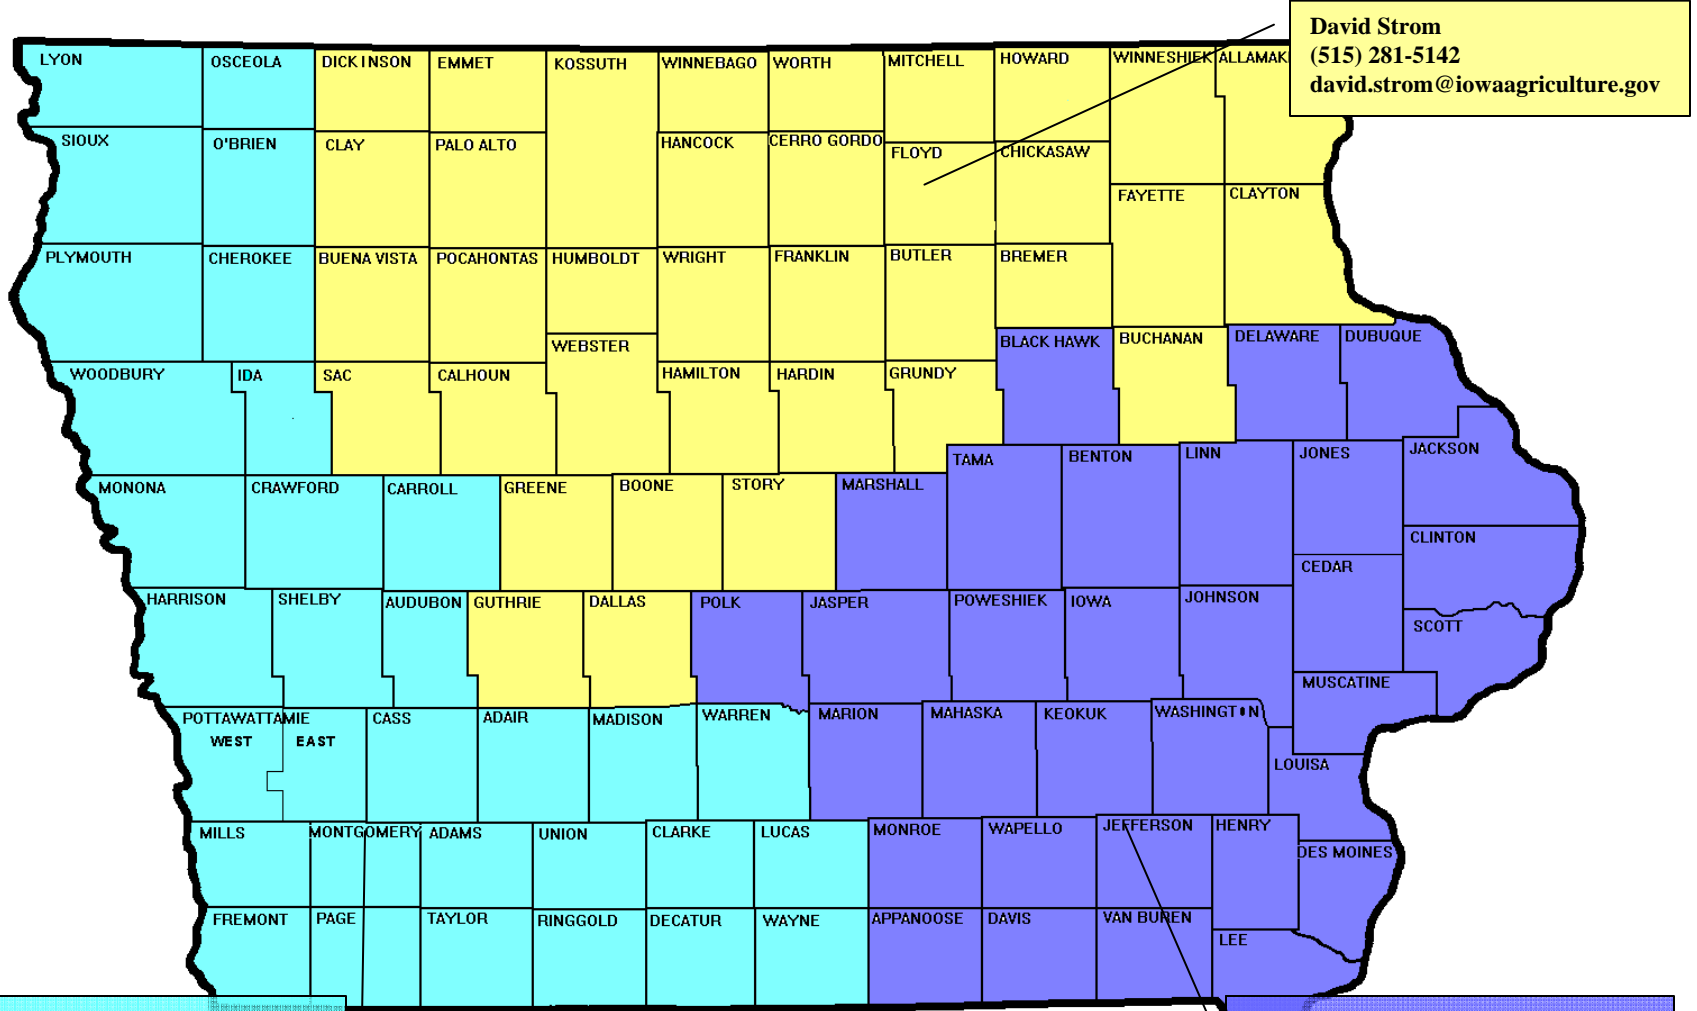 David Strom
(515) 281-5142
david.strom@iowaagriculture.gov
LYON OSCEOLA DICKINSON EMMET KOSSUTH WINNEBAGO WORTH MITCHELL HOWARD WINNESHIEK ALLAMAK
SIOUX O'BRIEN CLAY PALO ALTO HANCOCK CERRO GORDO FLOYD CHICKASAW
FAYETTE CLAYTON
PLYMOUTH CHEROKEE BUENA VISTA POCAHONTAS HUMBOLDT WRIGHT FRANKLIN BUTLER BREMER
WEBSTER BLACK HAWK BUCHANAN DELAWARE DUBUQUE
WOODBURY IDA SAC CALHOUN HAMILTON HARDIN GRUNDY
TAMA BENTON LINN JONES JACKSON
MONONA CRAWFORD CARROLL GREENE BOONE STORY MARSHALL
CLINTON
CEDAR
HARRISON SHELBY AUDUBON GUTHRIE DALLAS POLK JASPER POWESHIEK IOWA JOHNSON
SCOTT
MUSCATINE
POTTAWATTAMIE CASS ADAIR MADISON WARREN MARION MAHASKA KEOKUK WASHINGTON
WEST EAST
LOUISA
MILLS MONTGOMERY ADAMS UNION CLARKE LUCAS MONROE WAPELLO JEFFERSON HENRY
DES MOINES
FREMONT PAGE TAYLOR RINGGOLD DECATUR WAYNE APPANOOSE DAVIS VAN BUREN
LEE